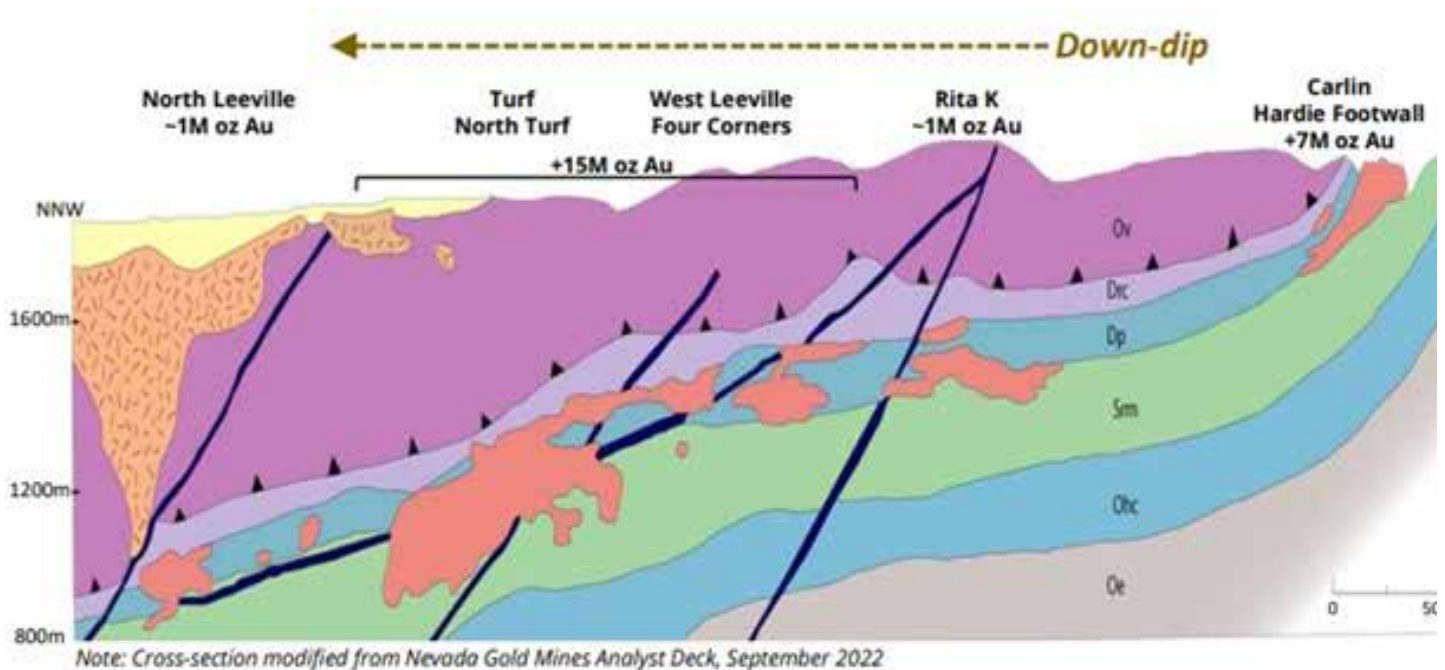 Down-dip
North Leeville
~1M oz Au
Turf
North Turf
West Leeville
Four Corners
+15M oz Au
Rita K
~1M oz Au
Carlin
Hardie Footwall
+7M oz Au
NNW
1600m
1200m
800m
Ov
Drc
Dp
Sm
Ohc
Oe
0
50
Note: Cross-section modified from Nevada Gold Mines Analyst Deck, September 2022